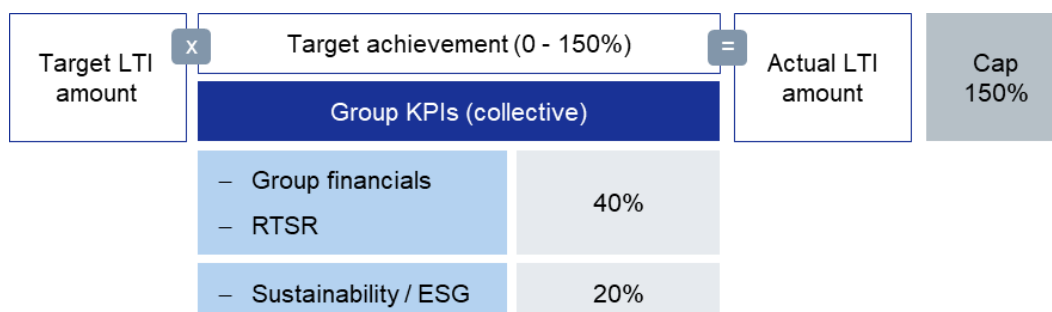 Target LTI
amount
x
Target achievement (0 - 150%)
=
Actual LTI
amount
Cap
150%
Group KPIs (collective)
– Group financials
– RTSR
40%
– Sustainability / ESG
20%